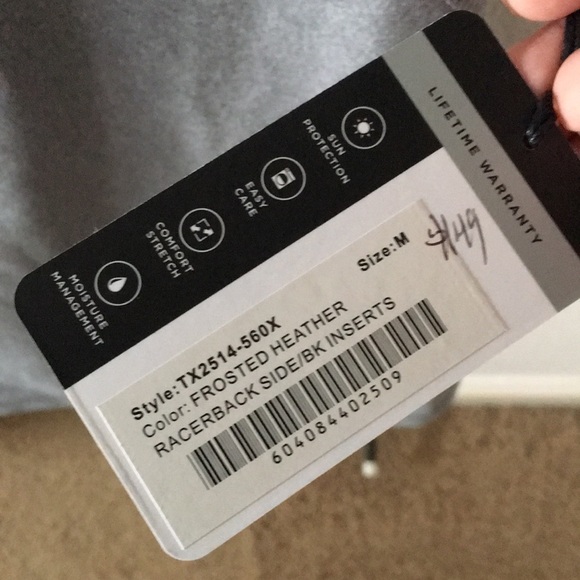 LIFETIME WARRANTY
SUN
PROTECTION
EASY
CARE
COMFORT
STRETCH
MOISTURE
MANAGEMENT
$149
Size:M
Style:TX2514-560X
Color: FROSTED HEATHER
RACERBACK SIDE/BK INSERTS
604084402509